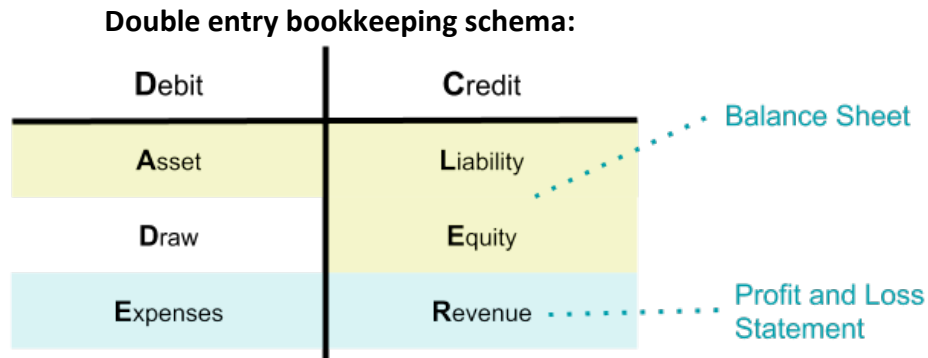 Double entry bookkeeping schema:
Debit Credit
Balance Sheet
Asset Liability
Draw Equity
Expenses Revenue
Profit and Loss
Statement